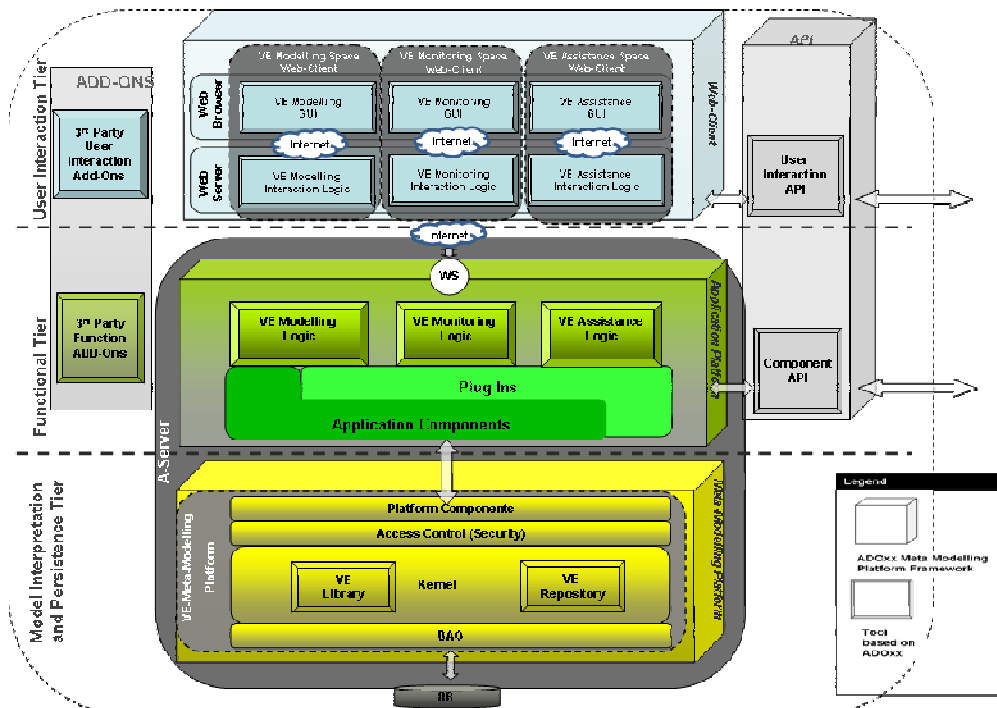 User Interaction Tier
ADD-ONS
3rd Party
User
Interaction
Add-Ons
VE Modelling Space
Web-Client
VE Monitoring Space
Web-Client
VE Assistance Space
Web-Client
Web
Browser
VE Modelling
GUI
VE Monitoring
GUI
VE Assistance
GUI
Internet
Internet
Internet
Web
Server
VE
Modelling
Interaction Logic
VE Monitoring
Interaction Logic
VE Assistance
Interaction Logic
Web-Client
API
User
Interaction
API
Internet
WS
Functional Tier
3rd Party
Function
ADD-Ons
VE Modelling
Logic
VE Monitoring
Logic
VE Assistance
Logic
Plug Ins
Application Components
Application Platform
Component
API
A-Server
Model Interpretation
and Persistence Tier
VE-Meta-Modelling
Platform
Platform Components
Access Control (Security)
Kernel
VE
Library
VE
Repository
DAO
Legend
ADOxx Meta Modelling
Platform Framework
Tool
based on
ADOxx